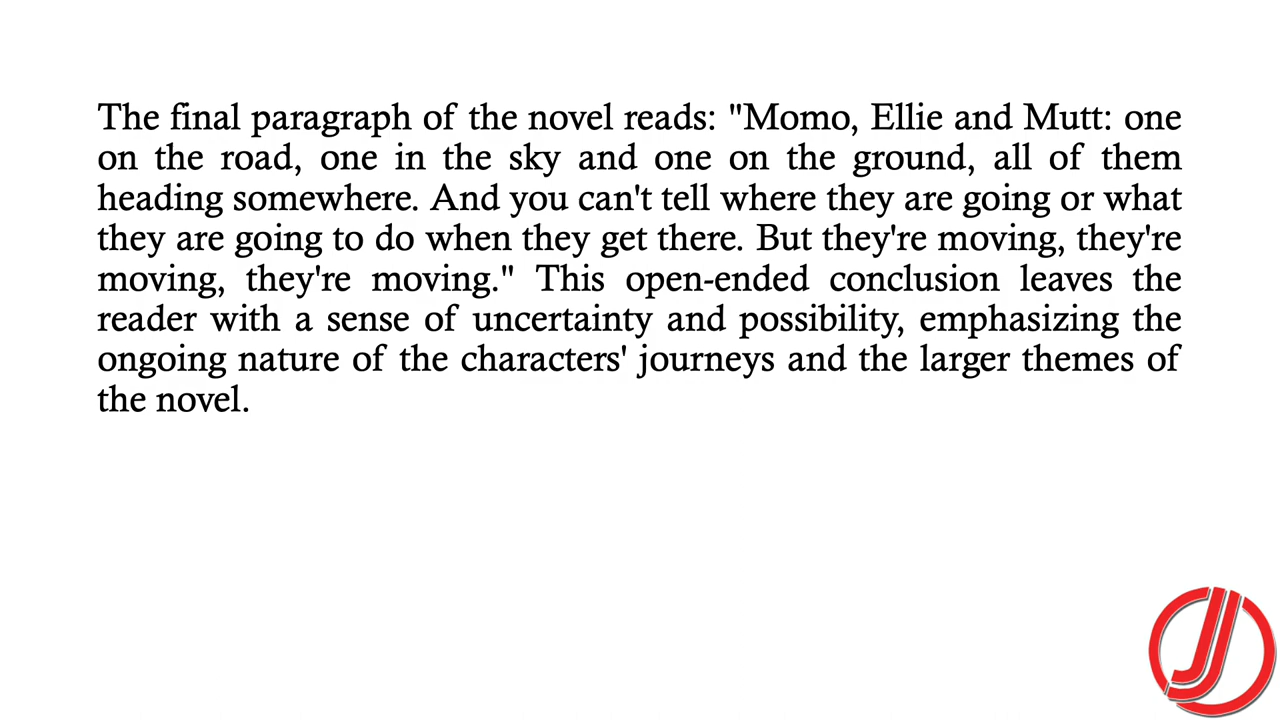 The final paragraph of the novel reads: "Momo, Ellie and Mutt: one
on the road, one in the sky and one on the ground, all of them
heading somewhere. And you can't tell where they are going or what
they are going to do when they get there. But they're moving, they're
moving, they're moving." This open-ended conclusion leaves the
reader with a sense of uncertainty and possibility, emphasizing the
ongoing nature of the characters' journeys and the larger themes of
the novel.